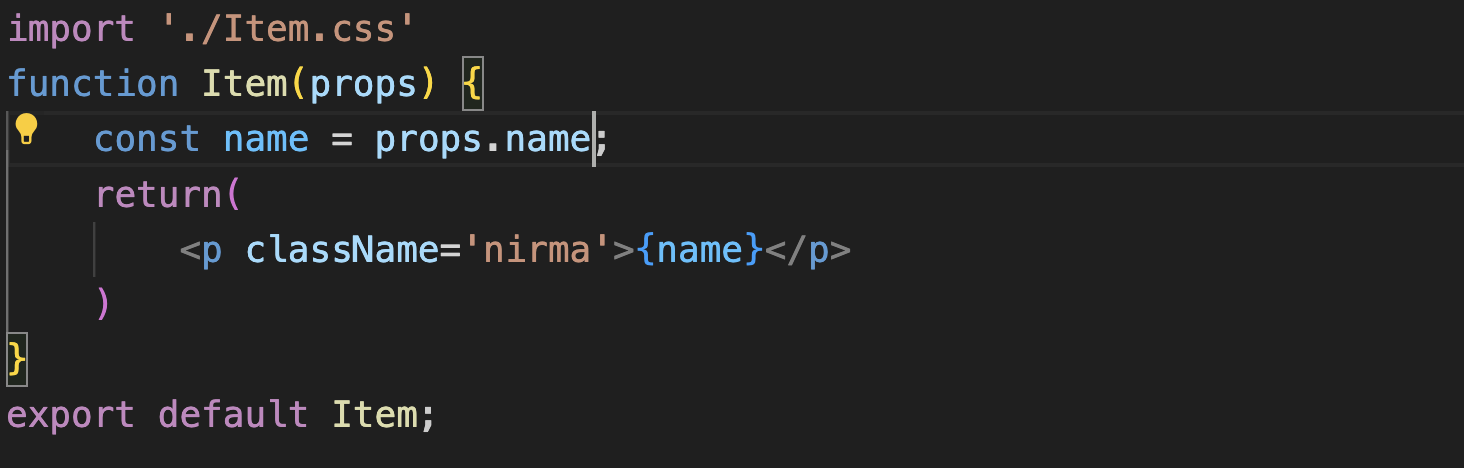 import './Item.css'
function Item(props) {
    const name = props.name;
    return(
        <p className='nirma'>{name}</p>
    )
}
export default Item;